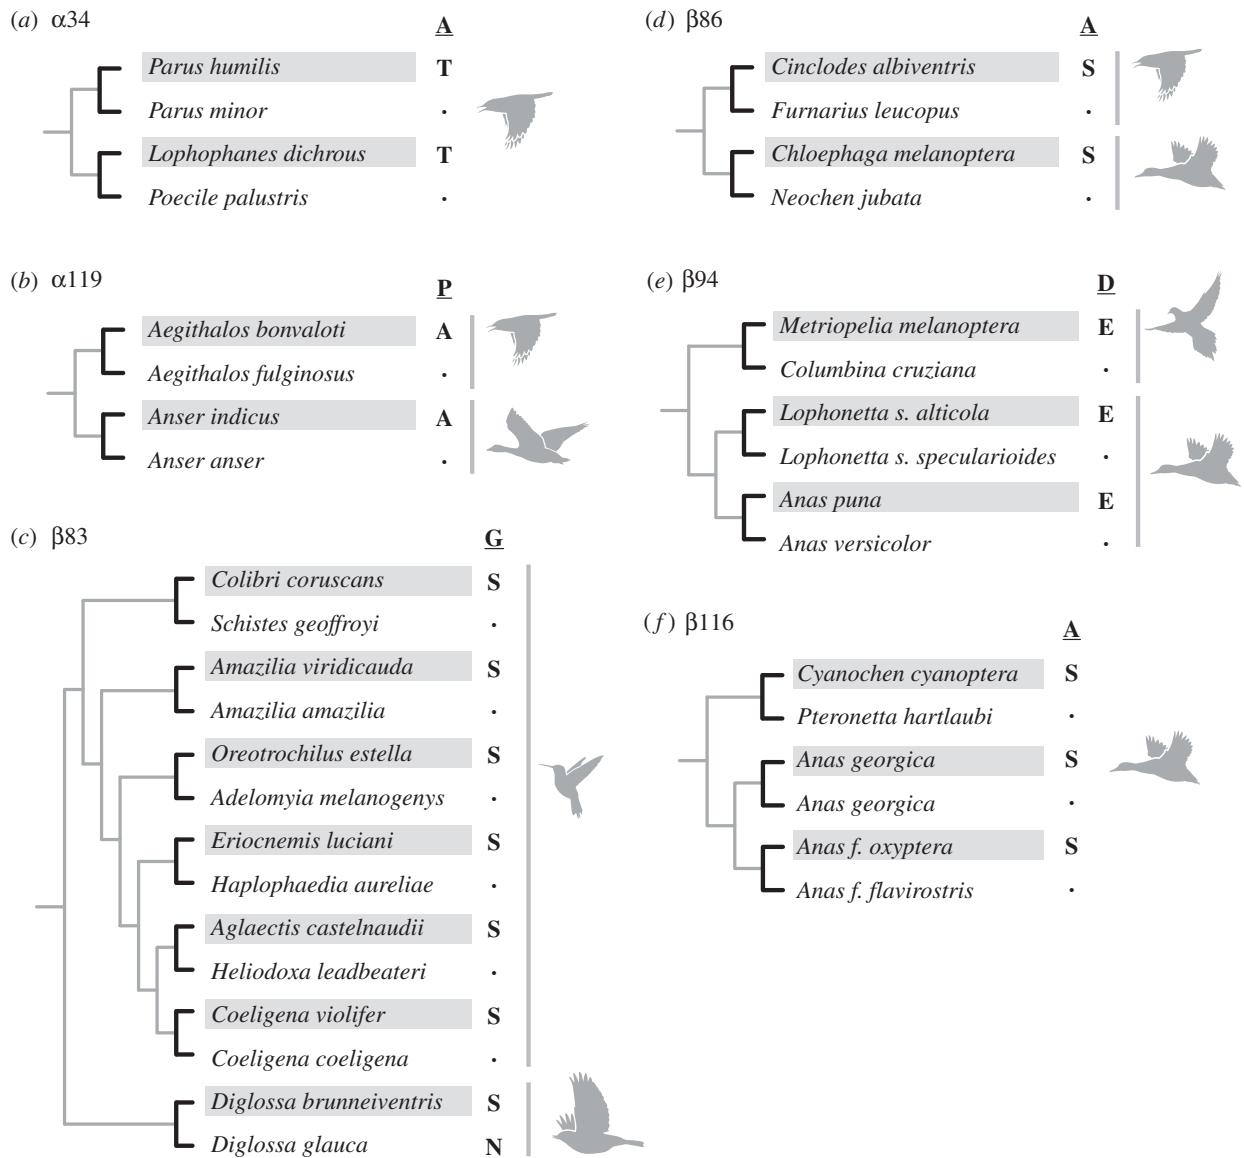 (a) α34
A
Parus humilis T
Parus minor .
Lophophanes dichrous T
Poecile palustris .
(b) α119
P
Aegithalos bonvaloti A
Aegithalos fulginosus .
Anser indicus A
Anser anser .
(c) β83
G
Colibri coruscans S
Schistes geoffroyi .
Amazilia viridicauda S
Amazilia amazilia .
Oreotrochilus estella S
Adelomyia melanogenys .
Eriocnemis luciani S
Haplophaedia aureliae .
Aglaectis castelnaudii S
Heliodoxa leadbeateri .
Coeligena violifer S
Coeligena coeligena .
Diglossa brunneiventris S
Diglossa glauca N
(d) β86
A
Cinclodes albiventris S
Furnarius leucopus .
Chloephaga melanoptera S
Neochen jubata .
(e) β94
D
Metriopelia melanoptera E
Columbina cruziana .
Lophonetta s. alticola E
Lophonetta s. specularioides .
Anas puna E
Anas versicolor .
(f) β116
A
Cyanochen cyanoptera S
Pteronetta hartlaubi .
Anas georgica S
Anas georgica .
Anas f. oxyptera S
Anas f. flavirostris .